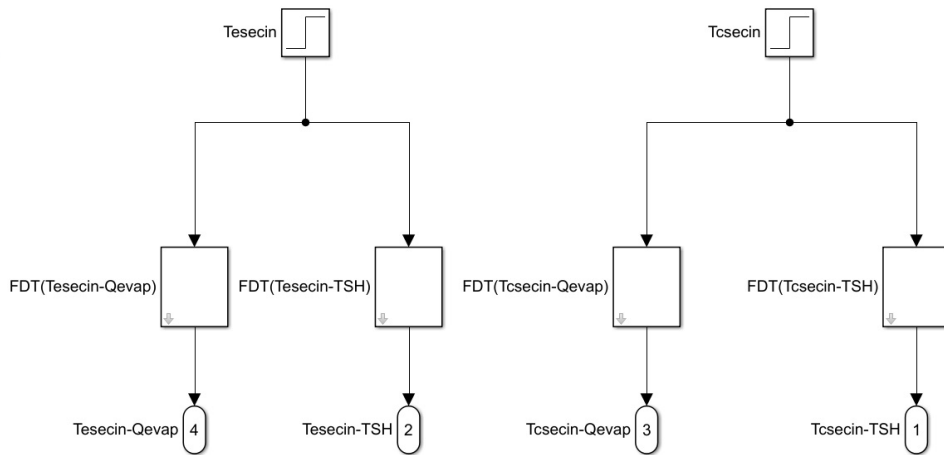 Tesecin
Tcsecin
FDT(Tesecin-Qevap)
FDT(Tesecin-TSH)
FDT(Tcsecin-Qevap)
FDT(Tcsecin-TSH)
Tesecin-Qevap
4
Tesecin-TSH
2
Tcsecin-Qevap
3
Tcsecin-TSH
1